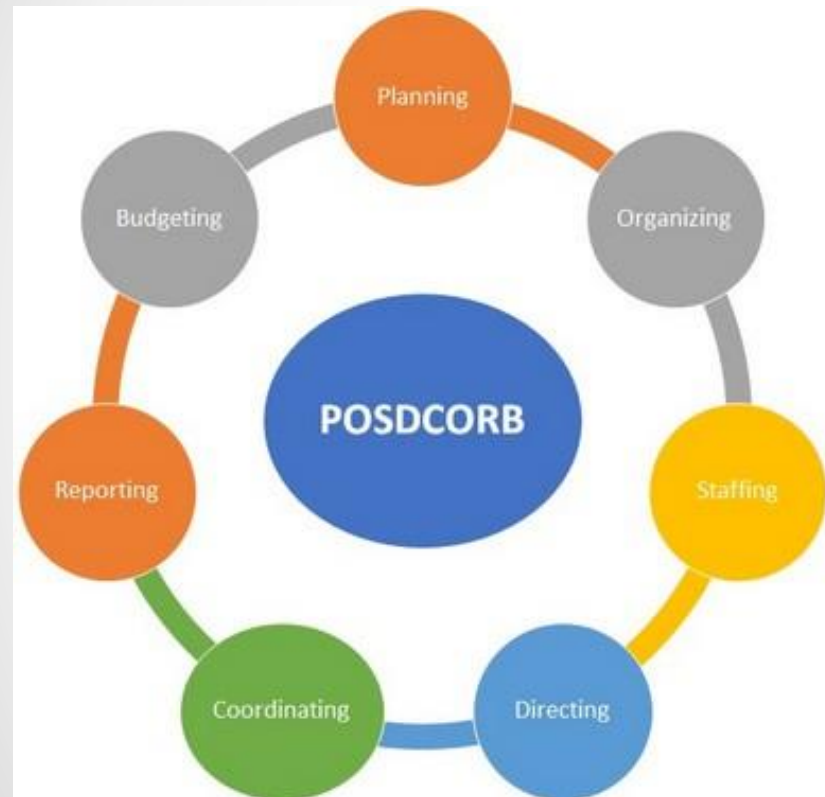 Planning
Organizing
Staffing
Directing
Coordinating
Reporting
Budgeting
POSDCORB